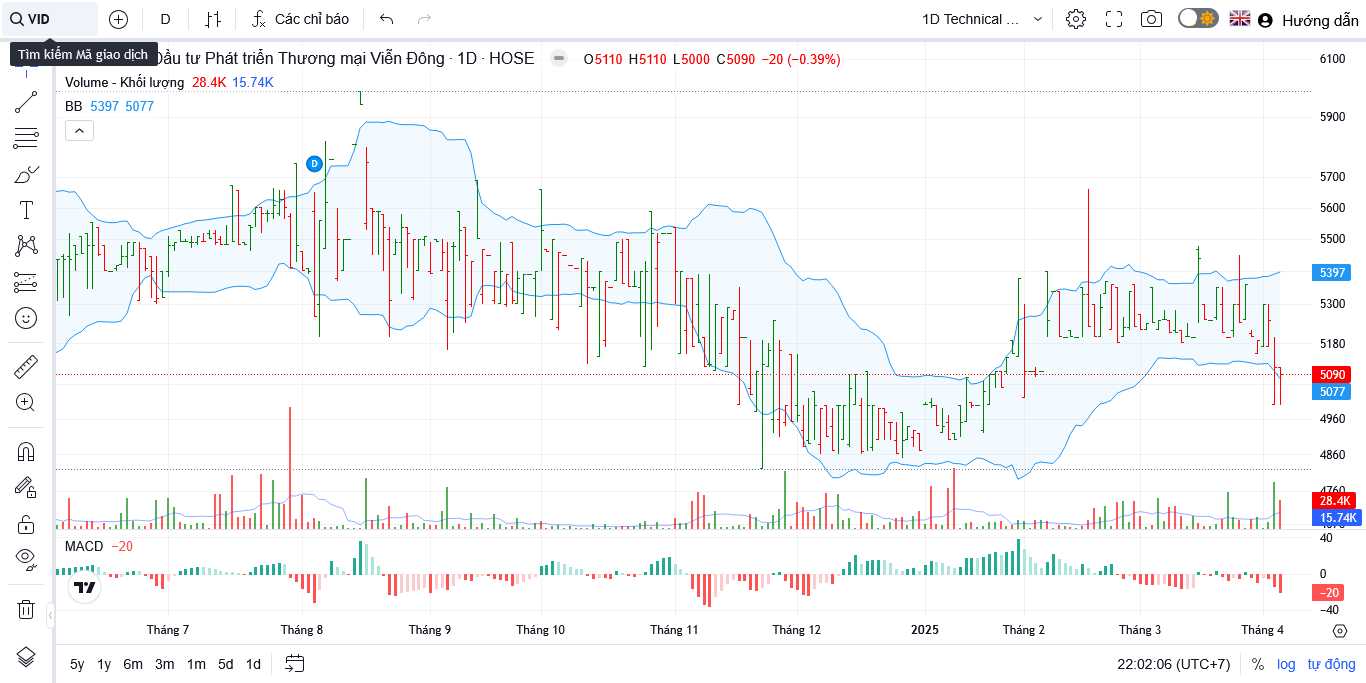 VID
D
Các chỉ báo
1D Technical ...
Hướng dẫn
Tìm kiếm Mã giao dịch
Đầu tư Phát triển Thương mại Viễn Đông · 1D · HOSE
O5110 H5110 L5000 C5090 −20 (−0.39%)
Volume - Khối lượng 28.4K 15.74K
BB 5397 5077
D
6100
5900
5700
5600
5500
5397
5300
5180
5090
5077
4960
4860
4760
28.4K
15.74K
MACD −20
40
0
−20
−40
Tháng 7
Tháng 8
Tháng 9
Tháng 10
Tháng 11
Tháng 12
2025
Tháng 2
Tháng 3
Tháng 4
5y 1y 6m 3m 1m 5d 1d
22:02:06 (UTC+7)
% log tự động